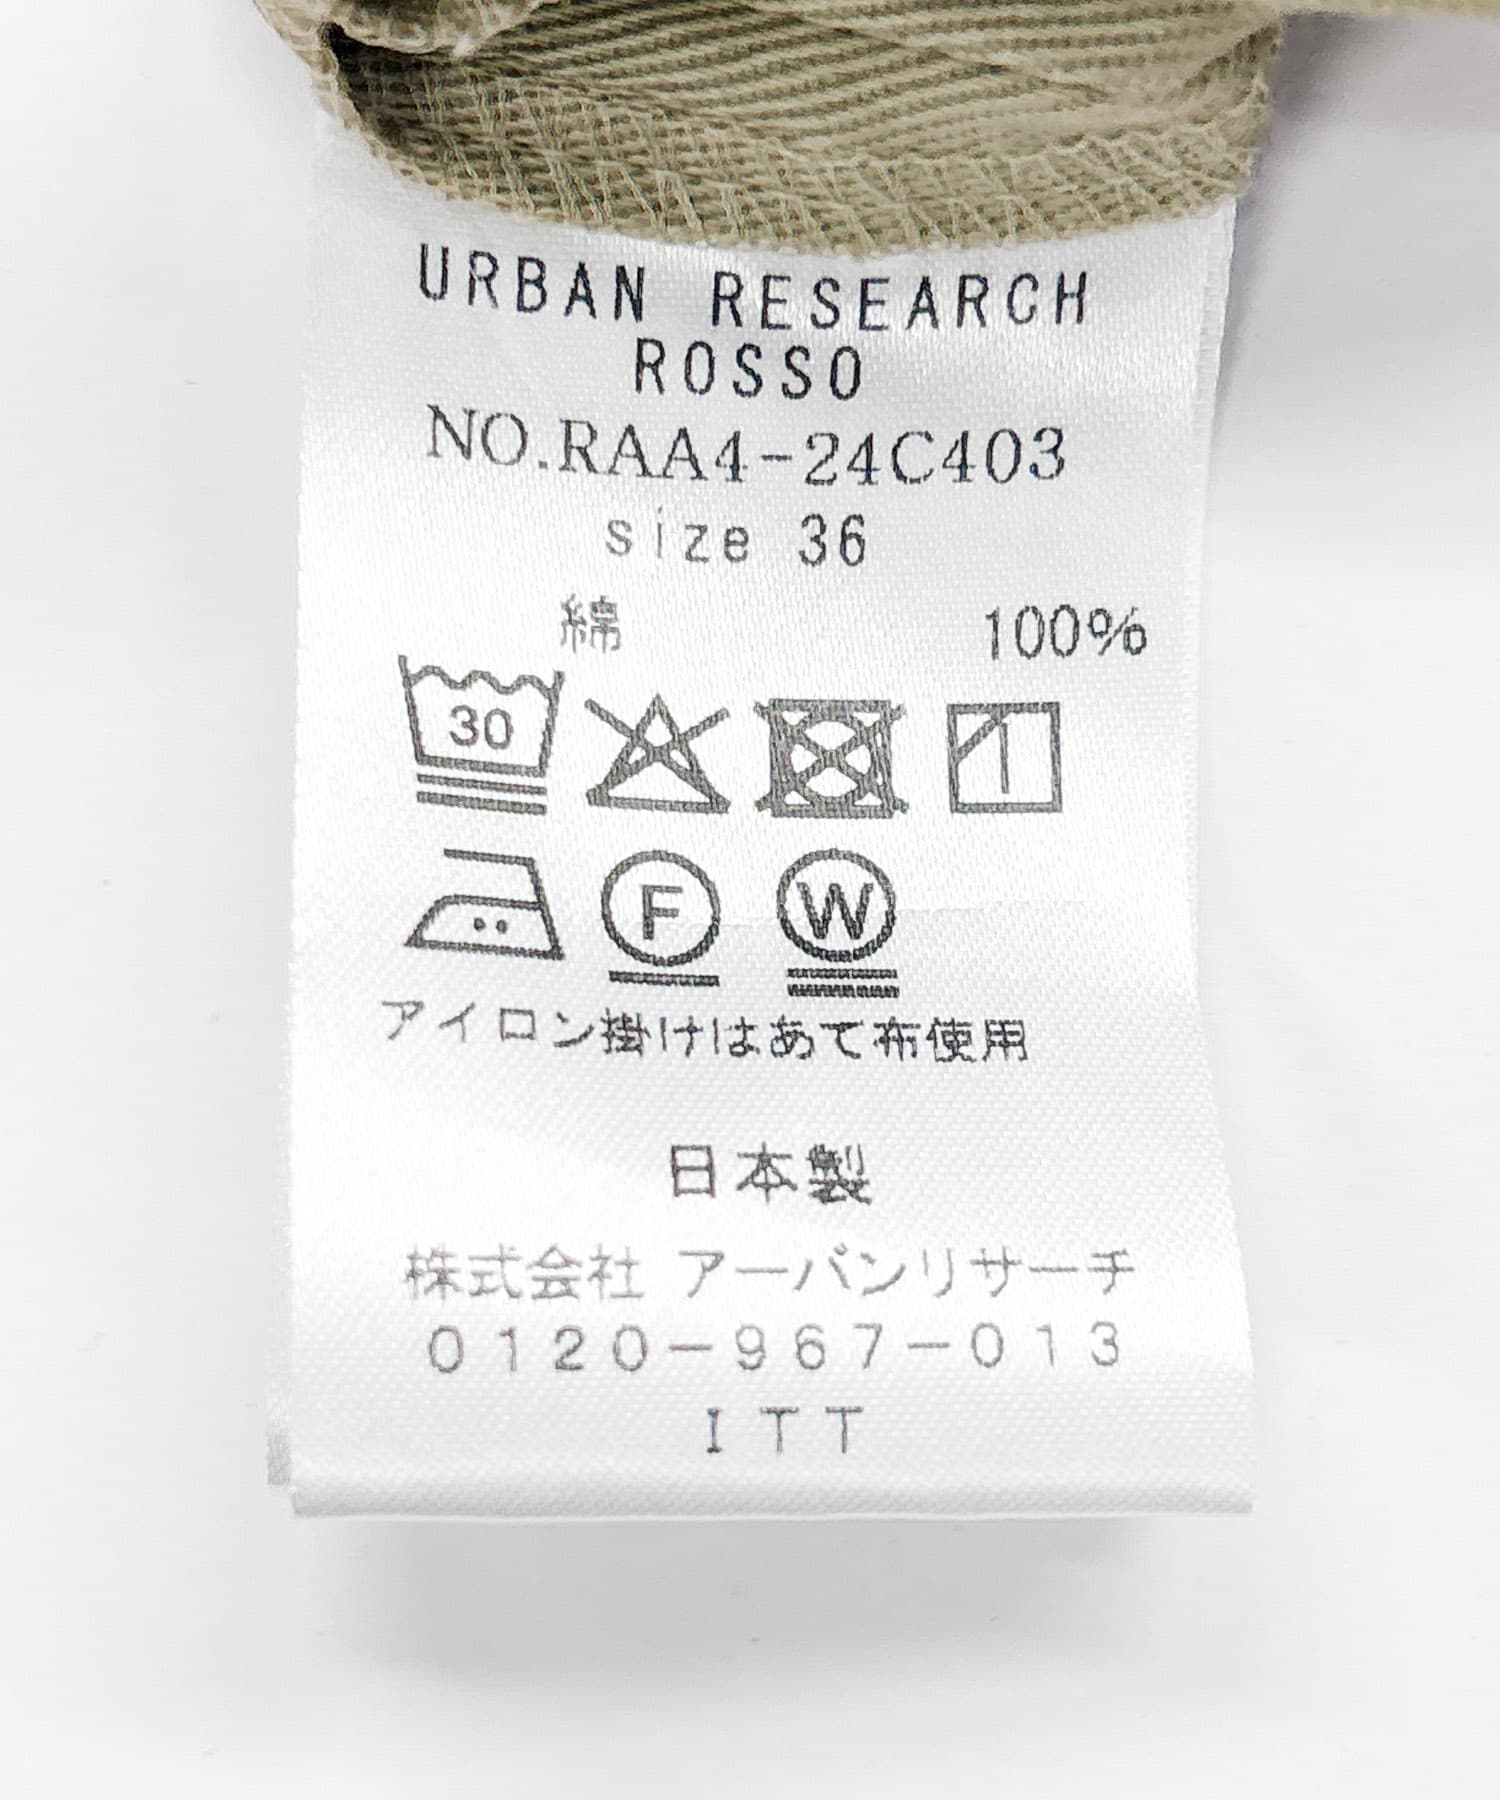 URBAN RESEARCH
ROSSO
NO.RAA4-24C403
size 36
綿 100%
30
F W
アイロン掛けはあて布使用
日本製
株式会社 アーバンリサーチ
0120-967-013
ITT